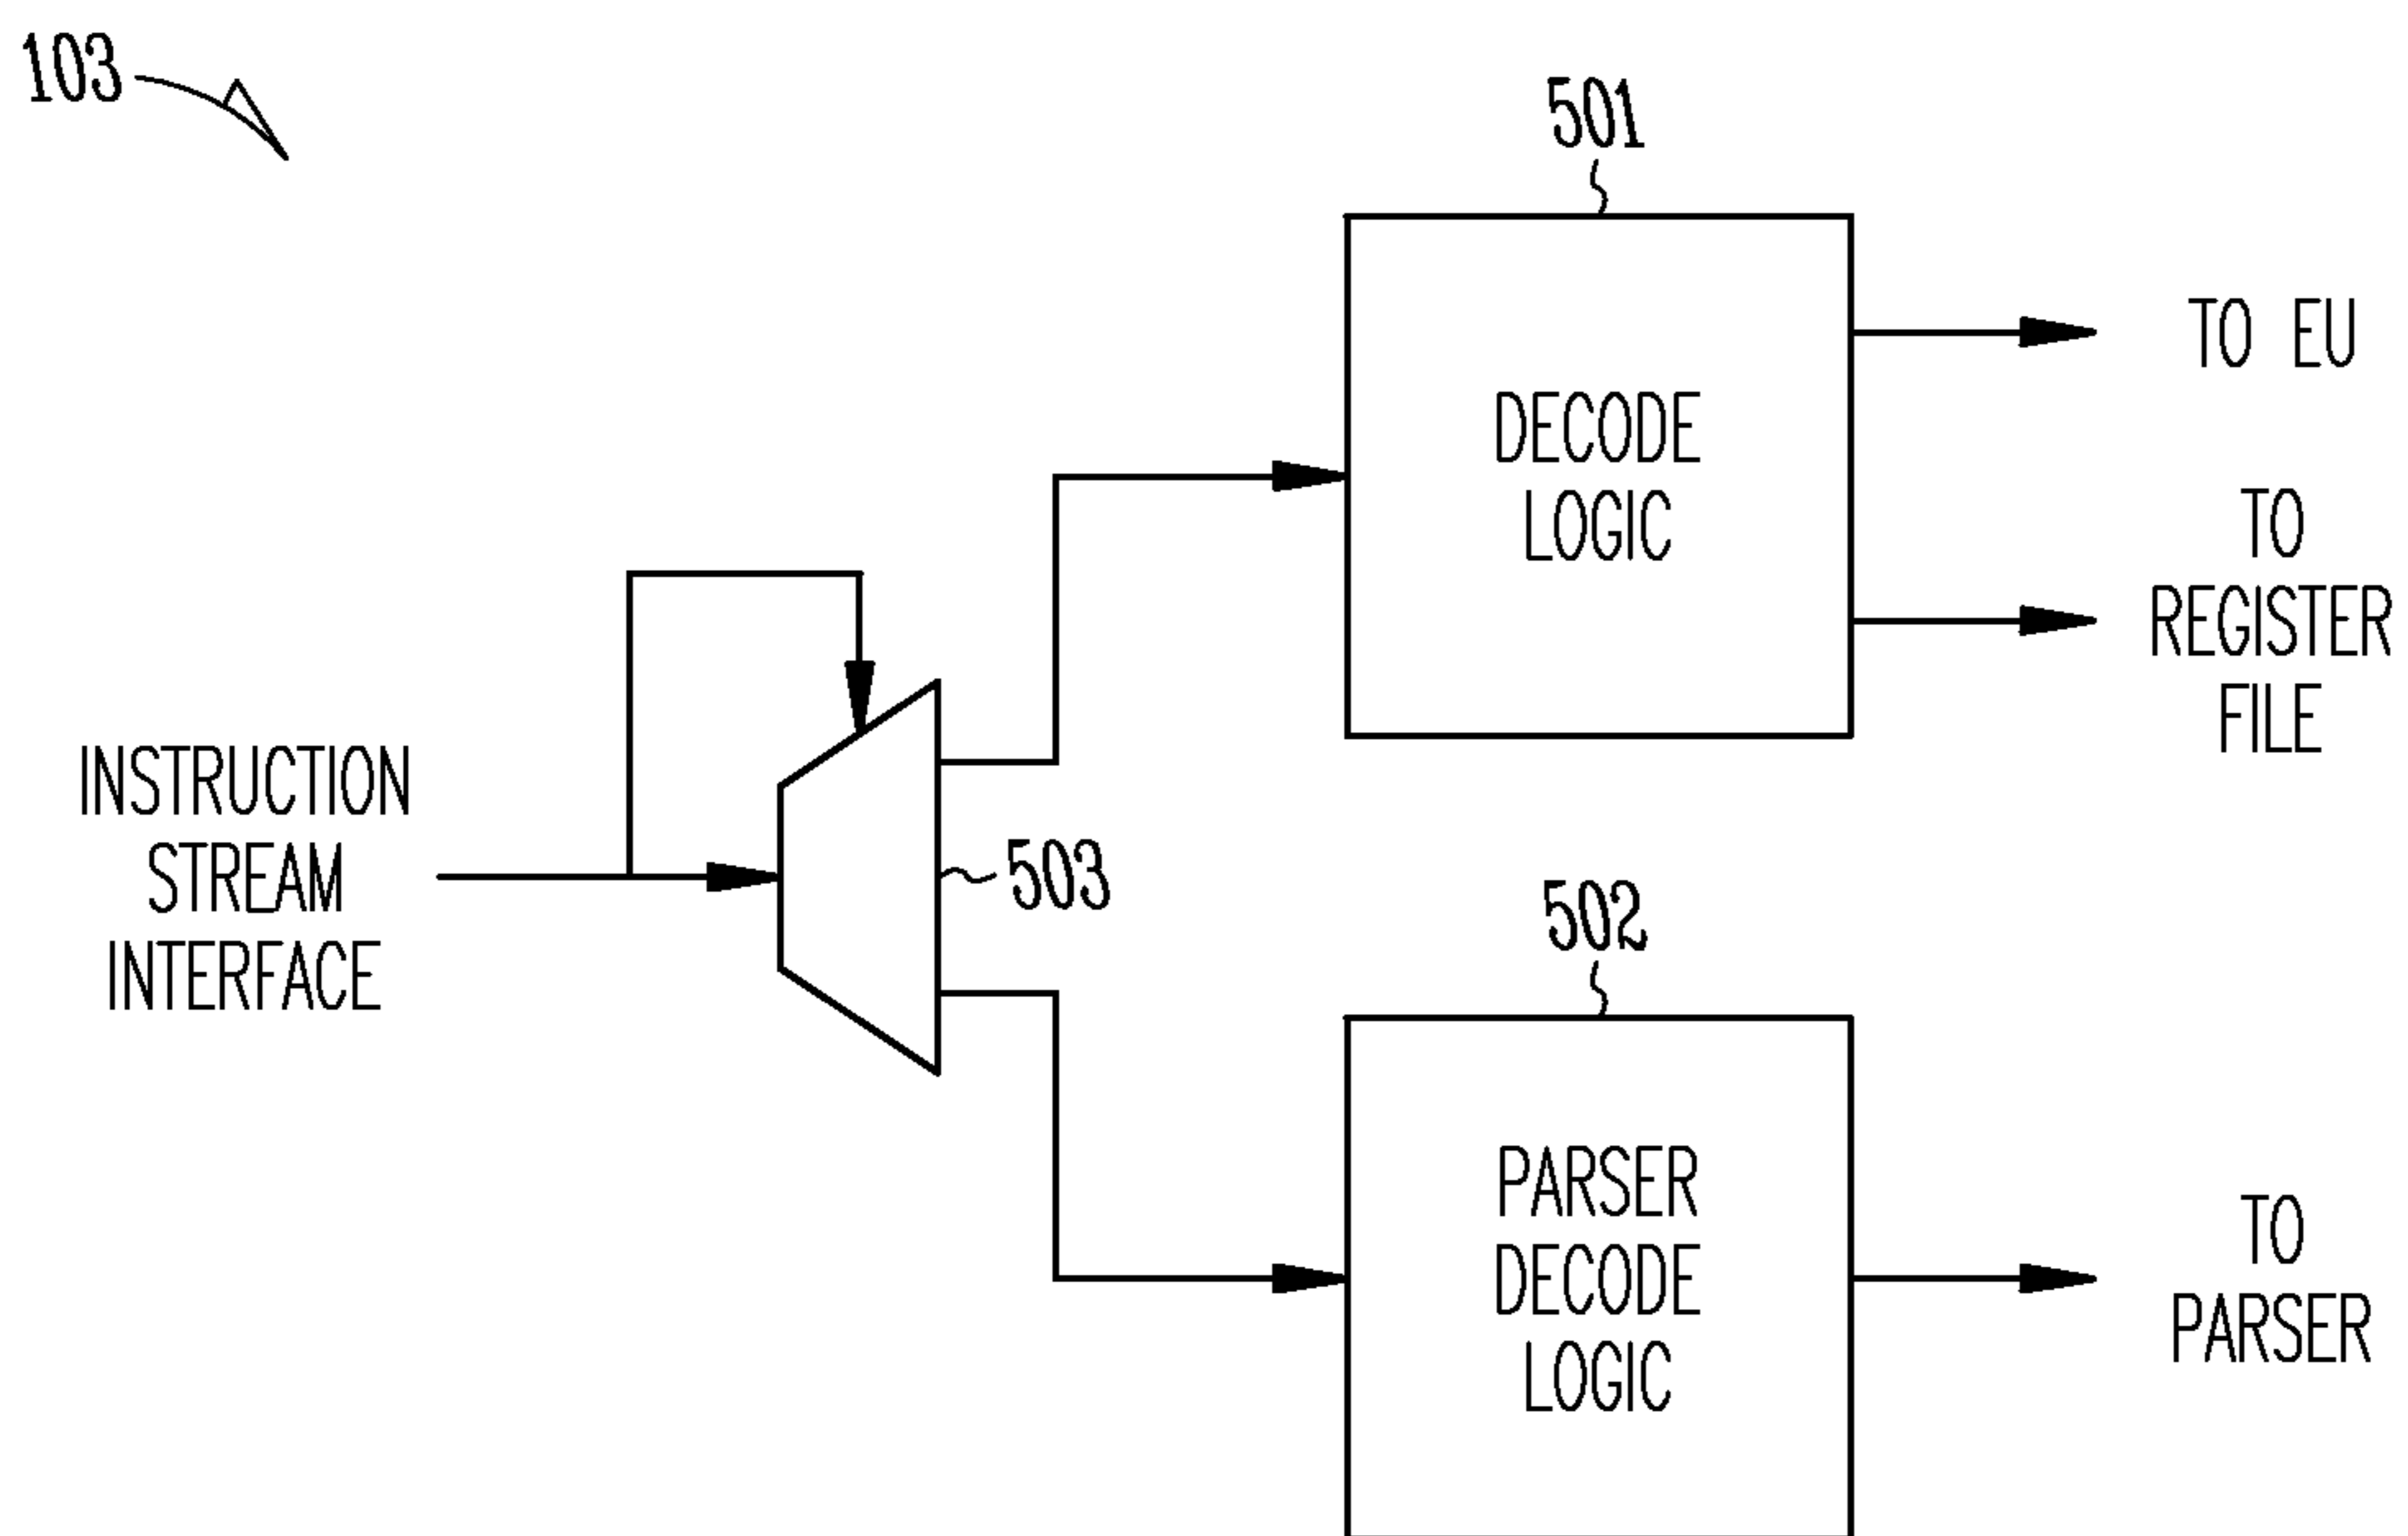 103
501
DECODE
LOGIC
TO EU
TO
REGISTER
FILE
INSTRUCTION
STREAM
INTERFACE
503
502
PARSER
DECODE
LOGIC
TO
PARSER